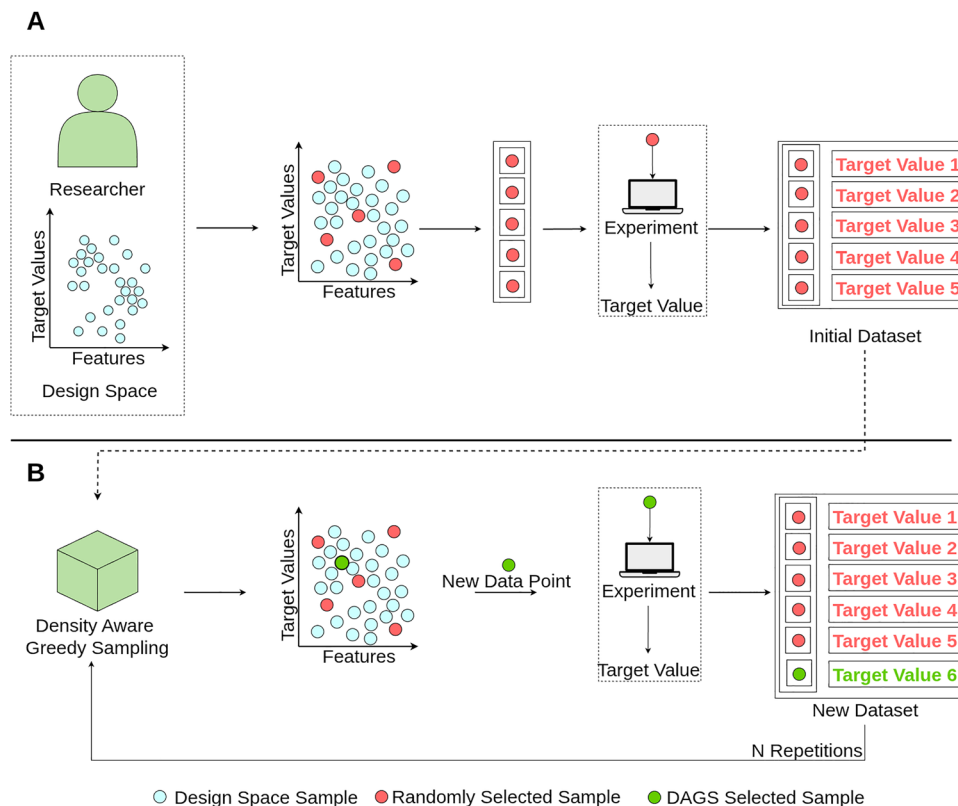 A
Researcher
Target Values
Features
Design Space
Target Values
Features
Experiment
Target Value
Target Value 1
Target Value 2
Target Value 3
Target Value 4
Target Value 5
Initial Dataset
B
Density Aware
Greedy Sampling
Target Values
Features
New Data Point
Experiment
Target Value
Target Value 1
Target Value 2
Target Value 3
Target Value 4
Target Value 5
Target Value 6
New Dataset
N Repetitions
Design Space Sample
Randomly Selected Sample
DAGS Selected Sample